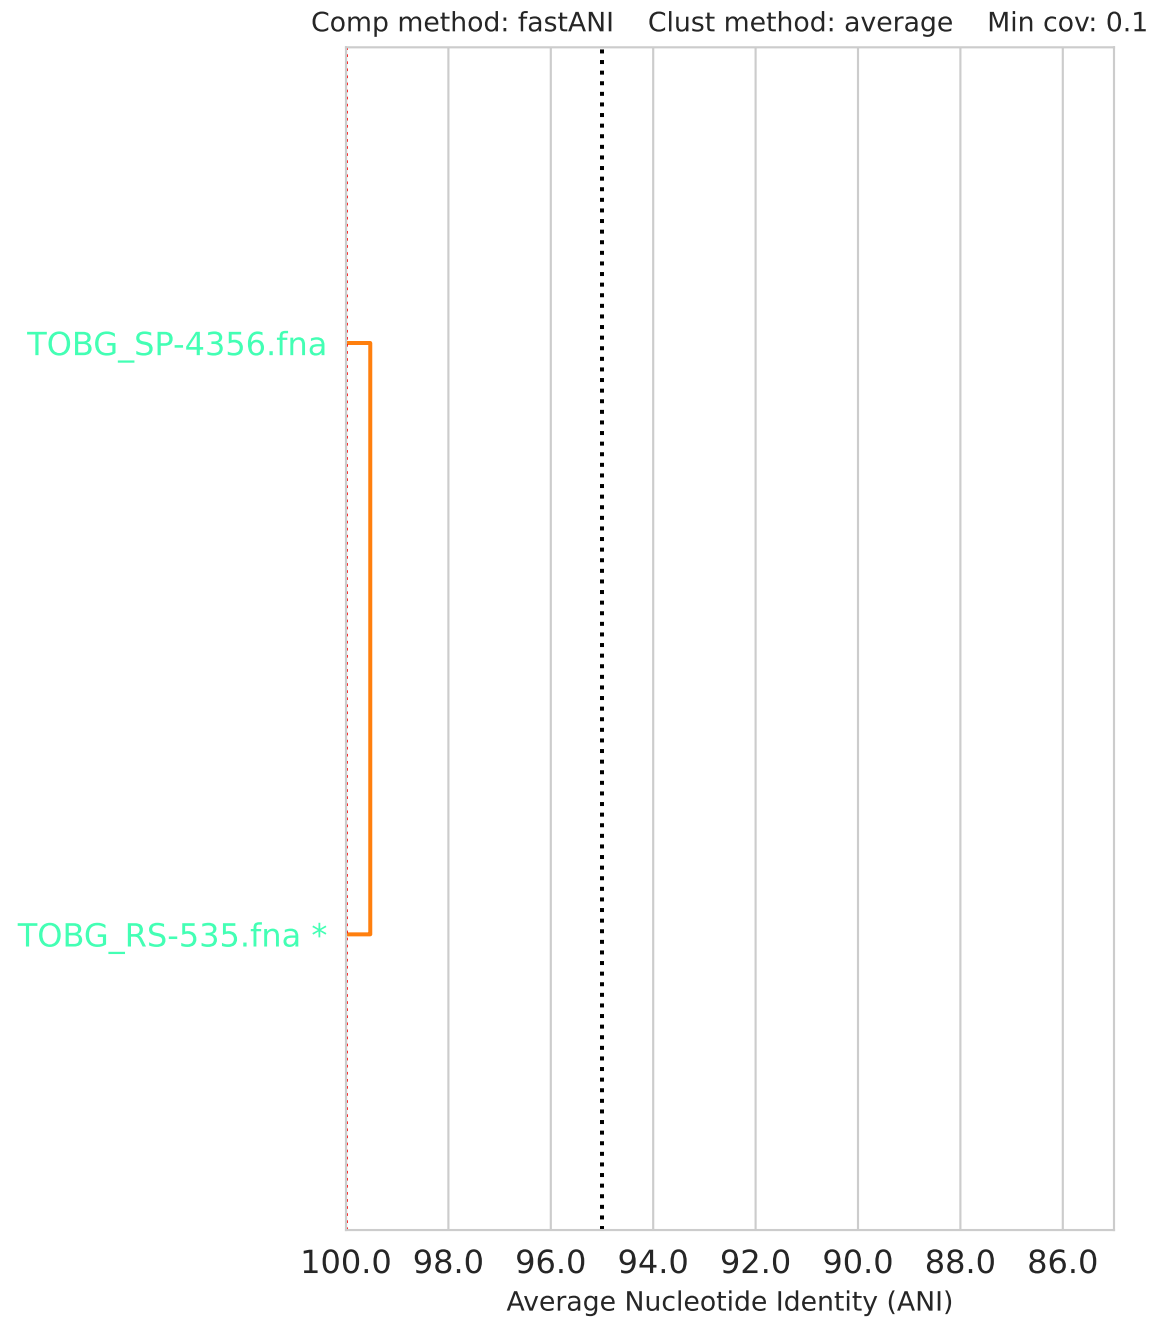 Comp method: fastANI    Clust method: average    Min cov: 0.1
TOBG_SP-4356.fna
TOBG_RS-535.fna *
100.0 98.0 96.0 94.0 92.0 90.0 88.0 86.0
Average Nucleotide Identity (ANI)